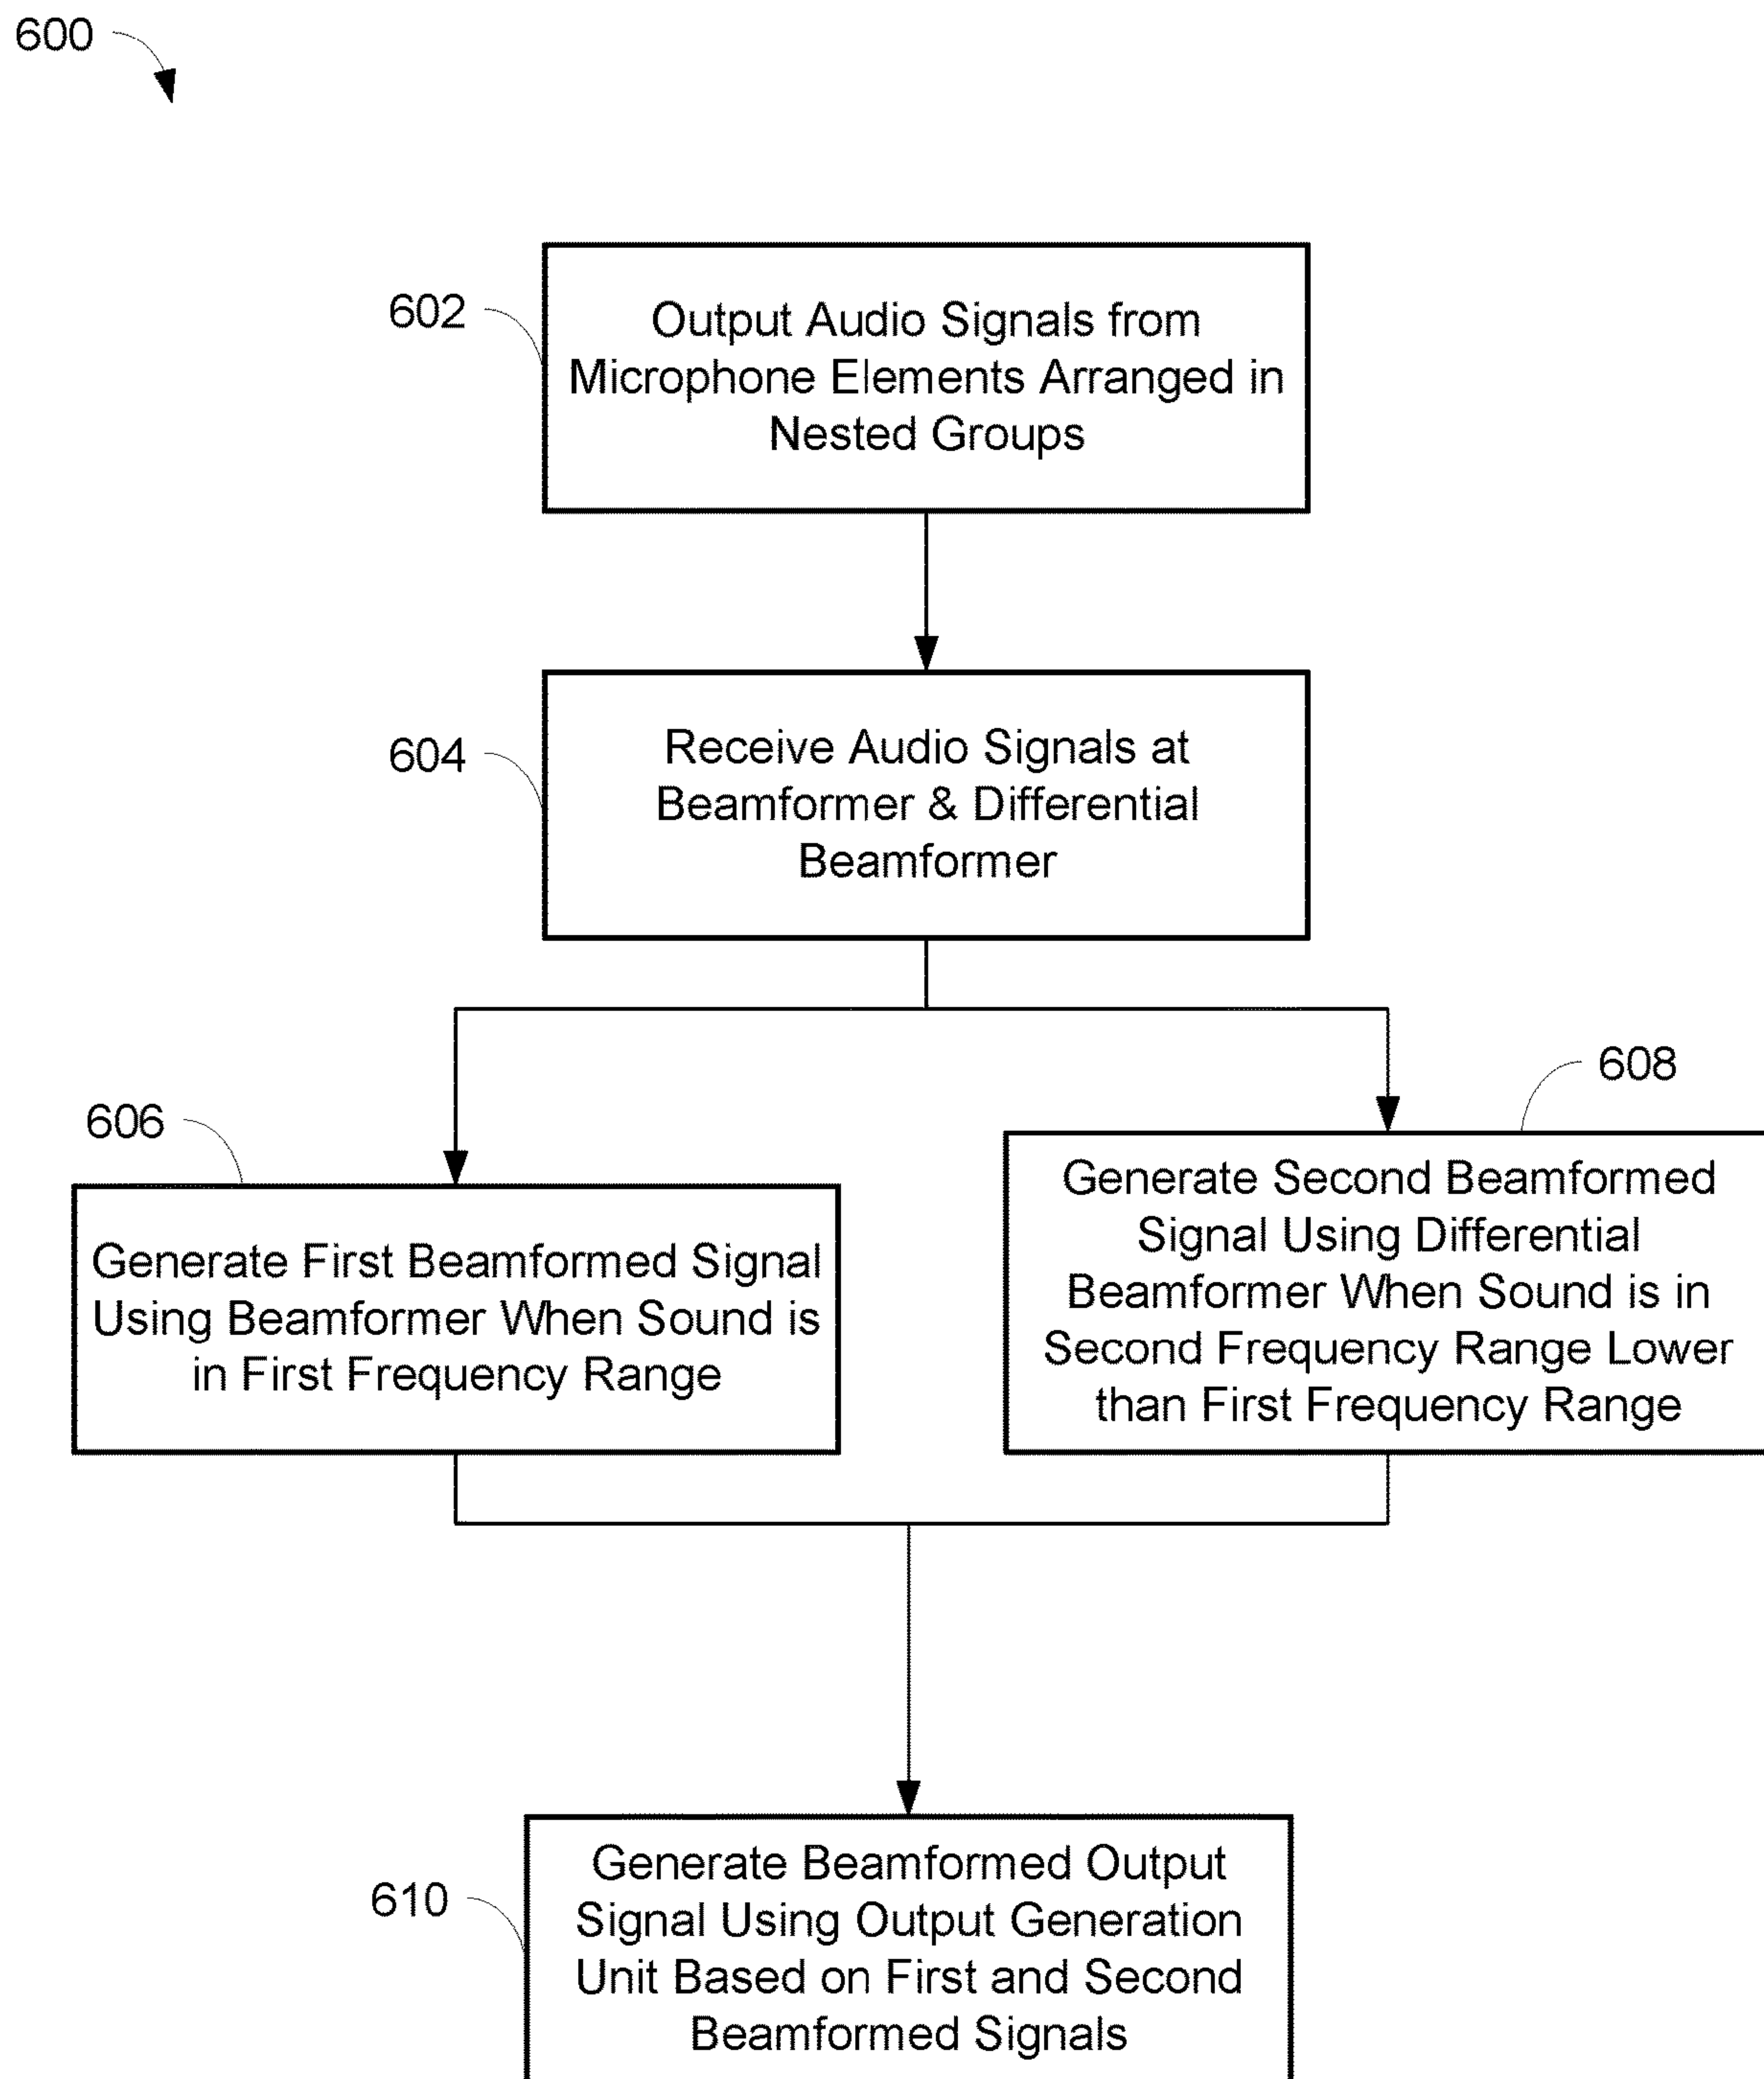 600
602
Output Audio Signals from
Microphone Elements Arranged in
Nested Groups
604
Receive Audio Signals at
Beamformer & Differential
Beamformer
606
Generate First Beamformed Signal
Using Beamformer When Sound is
in First Frequency Range
608
Generate Second Beamformed
Signal Using Differential
Beamformer When Sound is in
Second Frequency Range Lower
than First Frequency Range
610
Generate Beamformed Output
Signal Using Output Generation
Unit Based on First and Second
Beamformed Signals